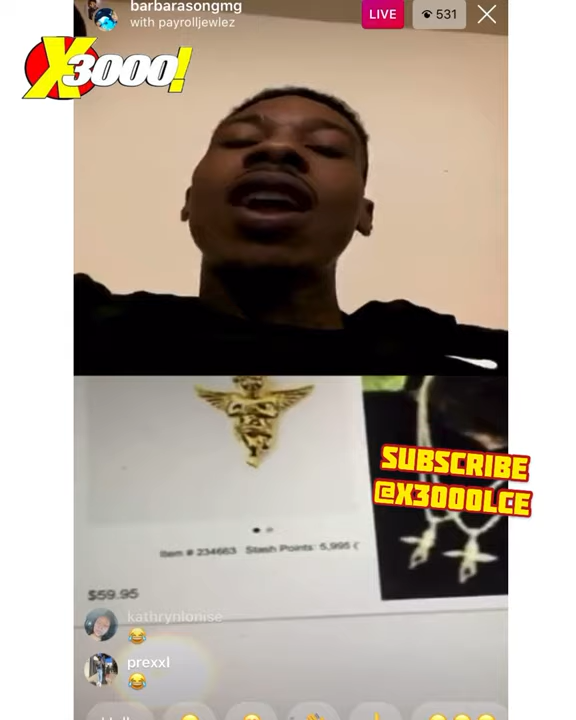 barbarasongmg
with payrolljewlez
LIVE
531
X3000!
SUBSCRIBE
@X3000LCE
Item # 234663 Stash Points: 5,995 (
$59.95
kathrynlonise
😂
prexxl
😂